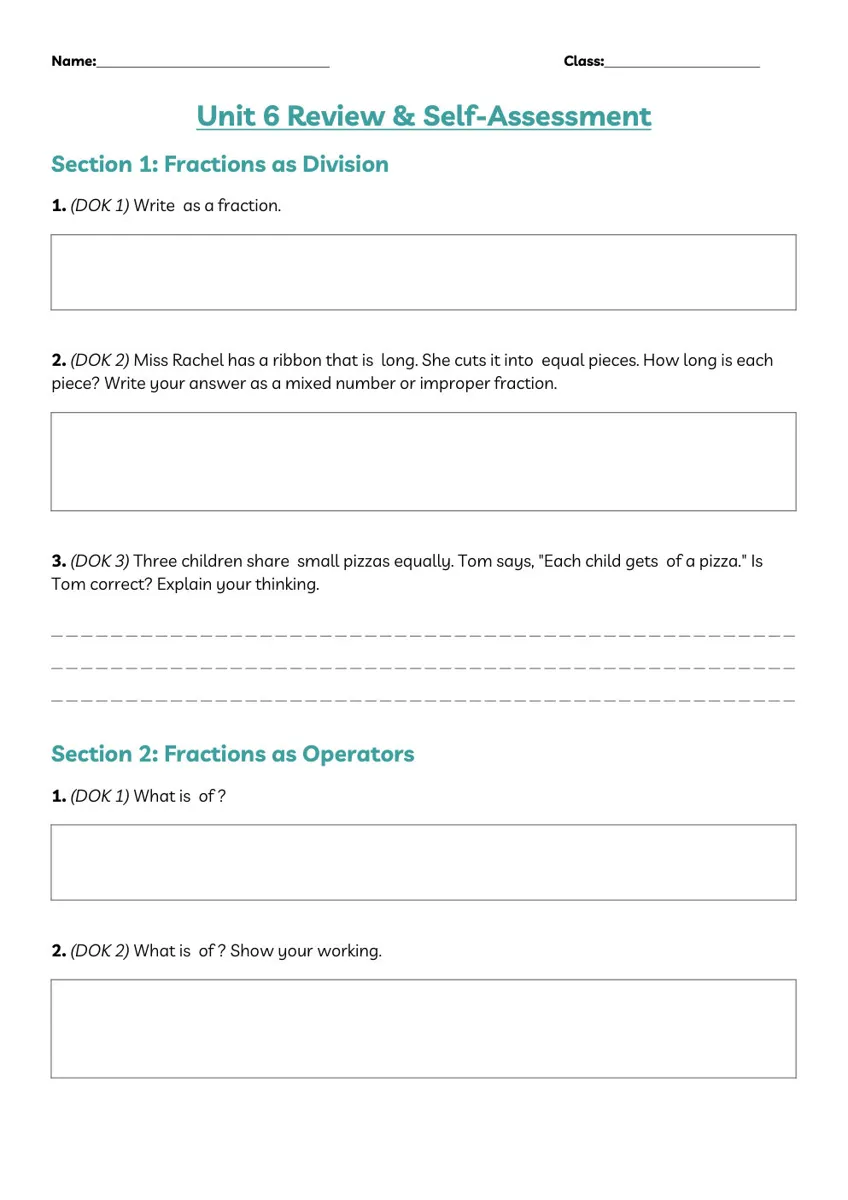 Name:
Class:
Unit 6 Review & Self-Assessment
Section 1: Fractions as Division
1. (DOK 1) Write as a fraction.
2. (DOK 2) Miss Rachel has a ribbon that is long. She cuts it into equal pieces. How long is each
piece? Write your answer as a mixed number or improper fraction.
3. (DOK 3) Three children share small pizzas equally. Tom says, "Each child gets of a pizza." Is
Tom correct? Explain your thinking.
Section 2: Fractions as Operators
1. (DOK 1) What is of ?
2. (DOK 2) What is of ? Show your working.